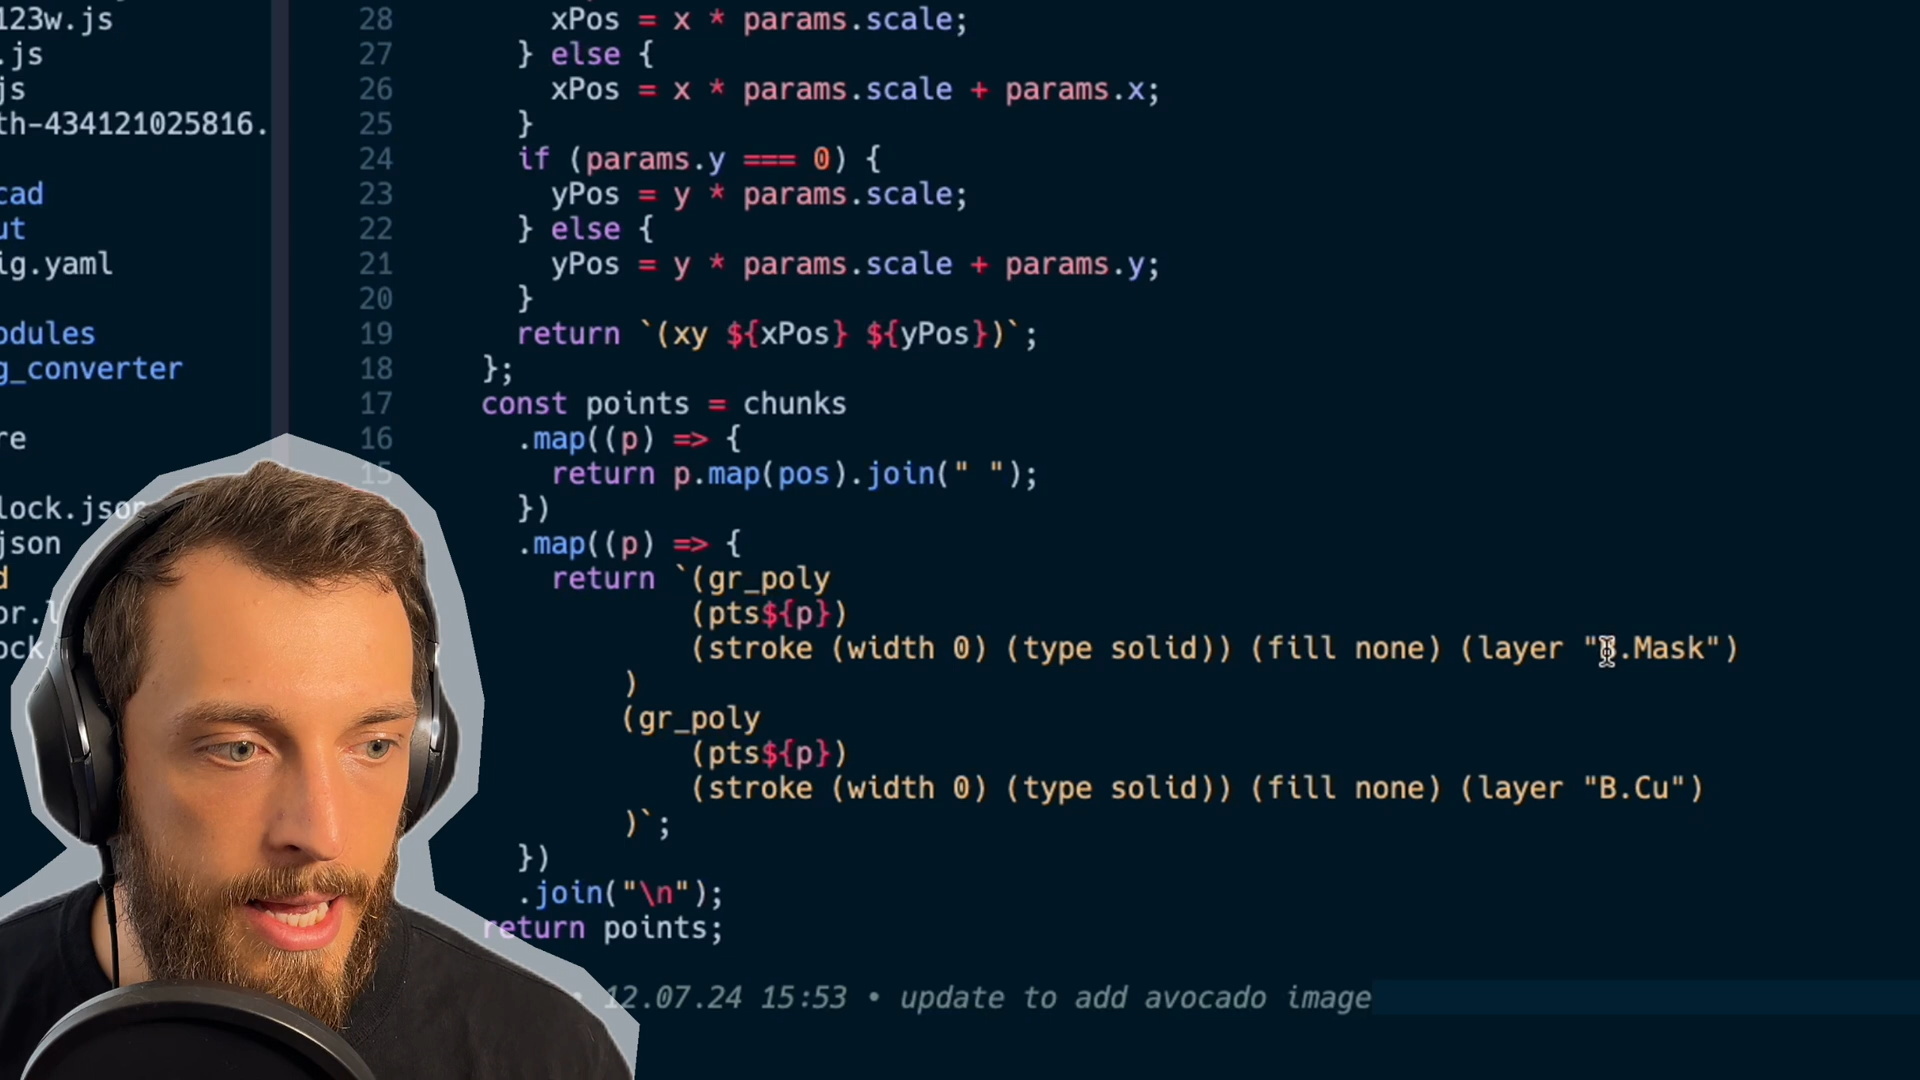 123w.js
.js
js
th-434121025816.
cad
ut
ig.yaml
odules
g_converter
re
lock.json
json
d
or.l
ock
28 xPos = x * params.scale;
27 } else {
26 xPos = x * params.scale + params.x;
25 }
24 if (params.y === 0) {
23 yPos = y * params.scale;
22 } else {
21 yPos = y * params.scale + params.y;
20 }
19 return `(xy ${xPos} ${yPos})`;
18 };
17 const points = chunks
16 .map((p) => {
15 return p.map(pos).join(" ");
})
.map((p) => {
return `(gr_poly
(pts${p})
(stroke (width 0) (type solid)) (fill none) (layer "B.Mask")
)
(gr_poly
(pts${p})
(stroke (width 0) (type solid)) (fill none) (layer "B.Cu")
)`;
})
.join("\n");
return points;
• 12.07.24 15:53 • update to add avocado image